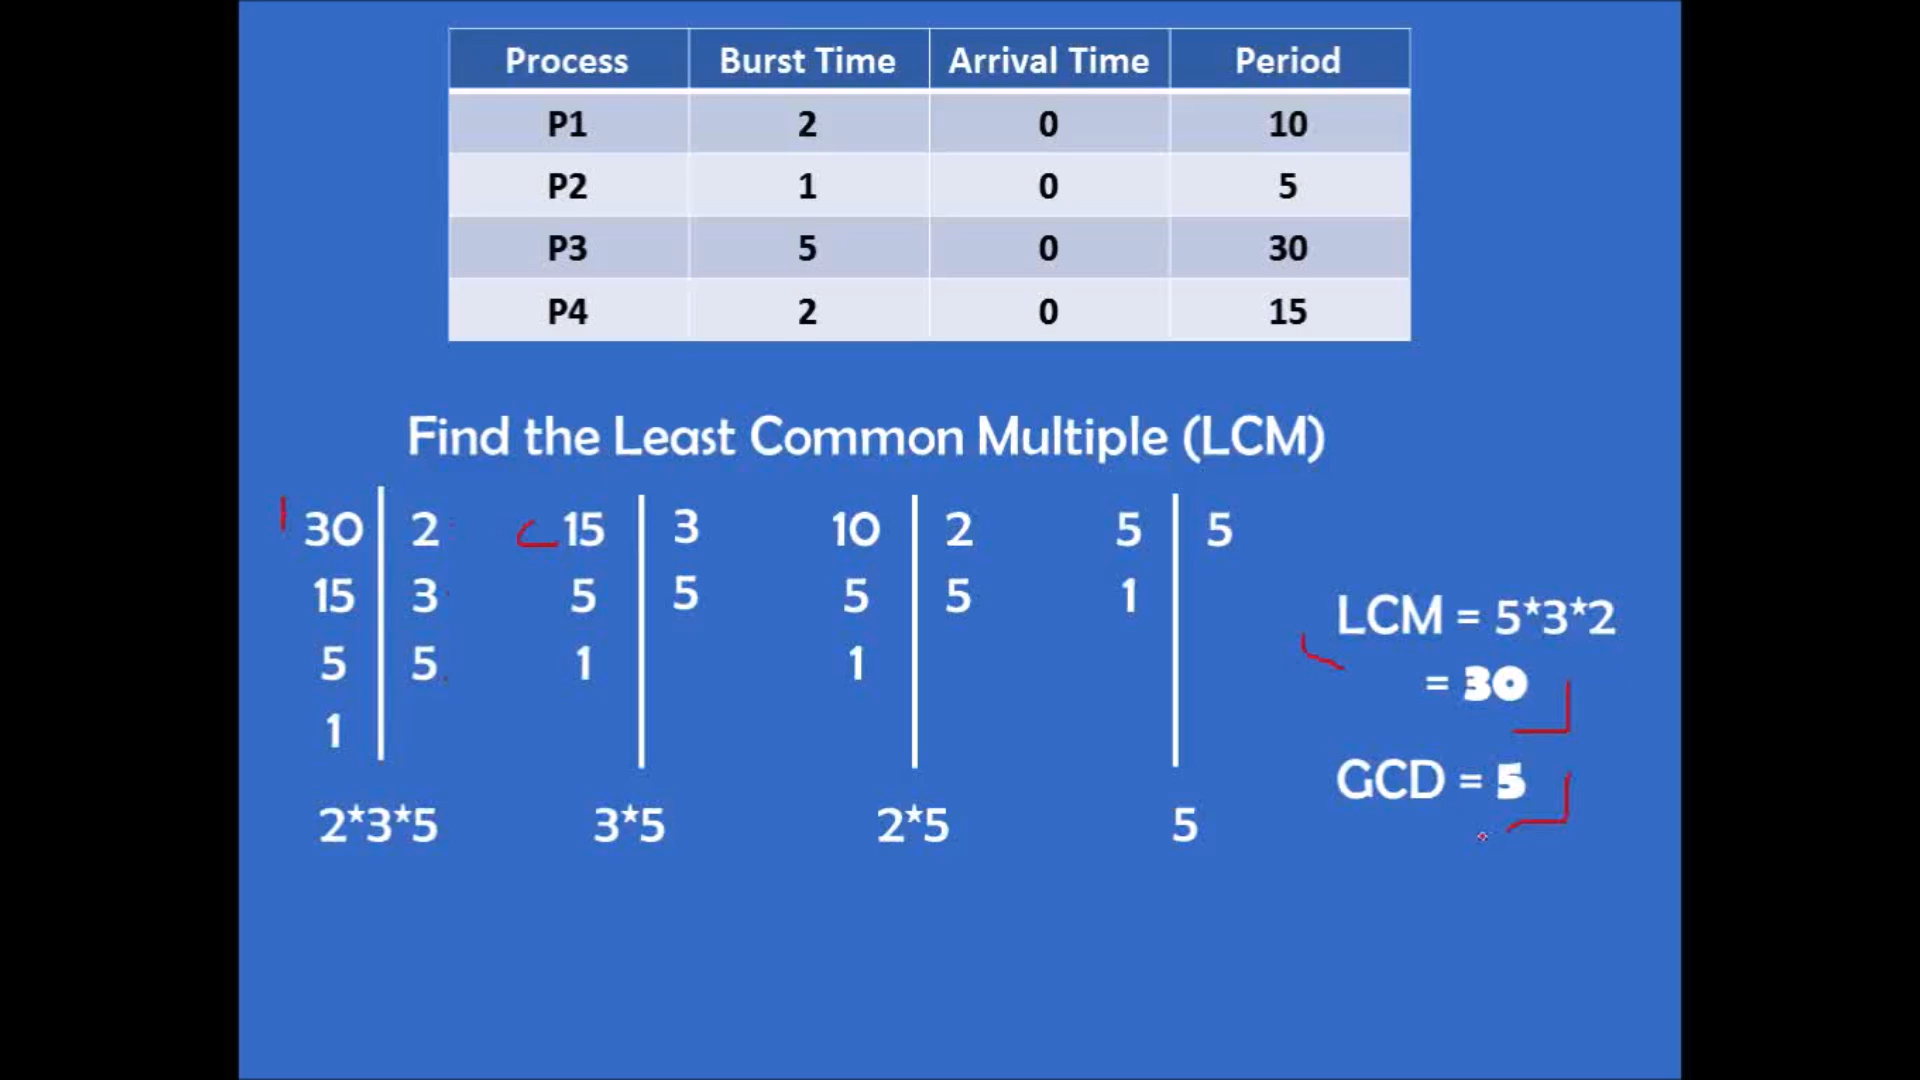 Process Burst Time Arrival Time Period
P1 2 0 10
P2 1 0 5
P3 5 0 30
P4 2 0 15
Find the Least Common Multiple (LCM)
30 2 15 3 10 2 5 5
15 3 5 5 5 5 1
5 5 1 1
1
2*3*5 3*5 2*5 5
LCM = 5*3*2
= 30
GCD = 5